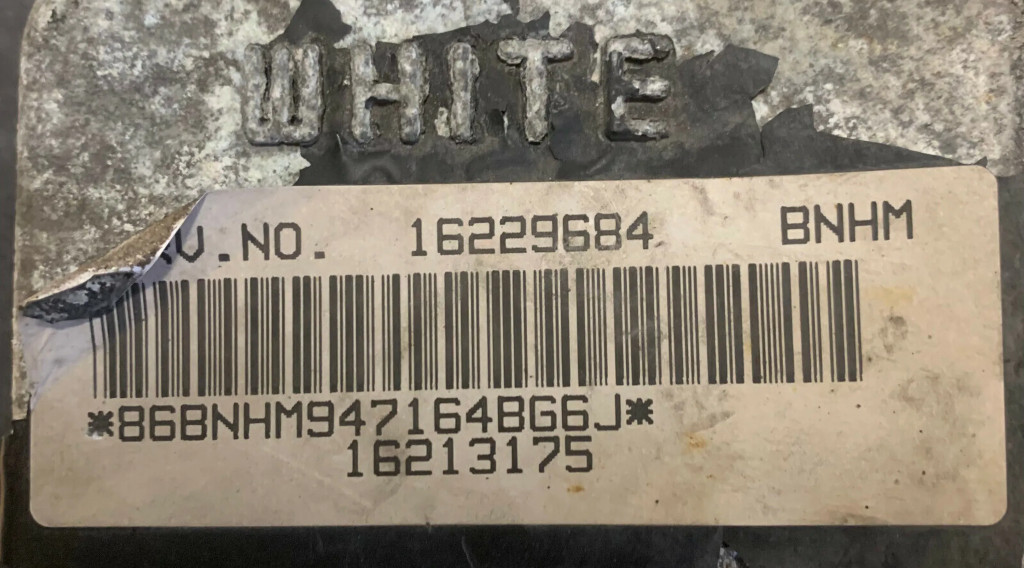 WHITE
V.NO. 16229684 BNHM
*86BNHM947164BG6J*
16213175